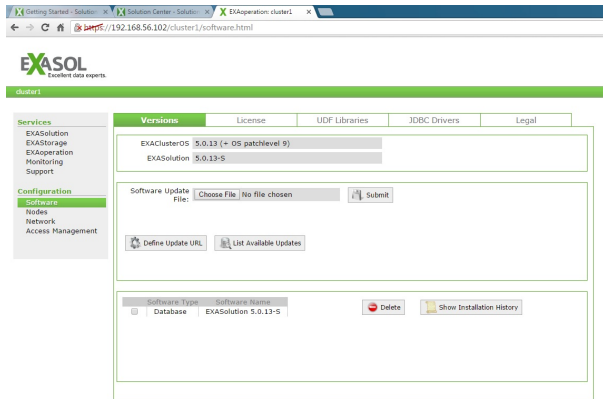 Getting Started - Solution
Solution Center - Solution
EXAoperation: cluster1
https://192.168.56.102/cluster1/software.html
EXASOL
Excellent data experts.
cluster1
Services
EXASolution
EXAStorage
EXAoperation
Monitoring
Support
Configuration
Software
Nodes
Network
Access Management
Versions License UDF Libraries JDBC Drivers Legal
EXAClusterOS 5.0.13 (+ OS patchlevel 9)
EXASolution 5.0.13-S
Software Update File: Choose File No file chosen Submit
Define Update URL List Available Updates
Software Type Software Name
Database EXASolution 5.0.13-S
Delete Show Installation History